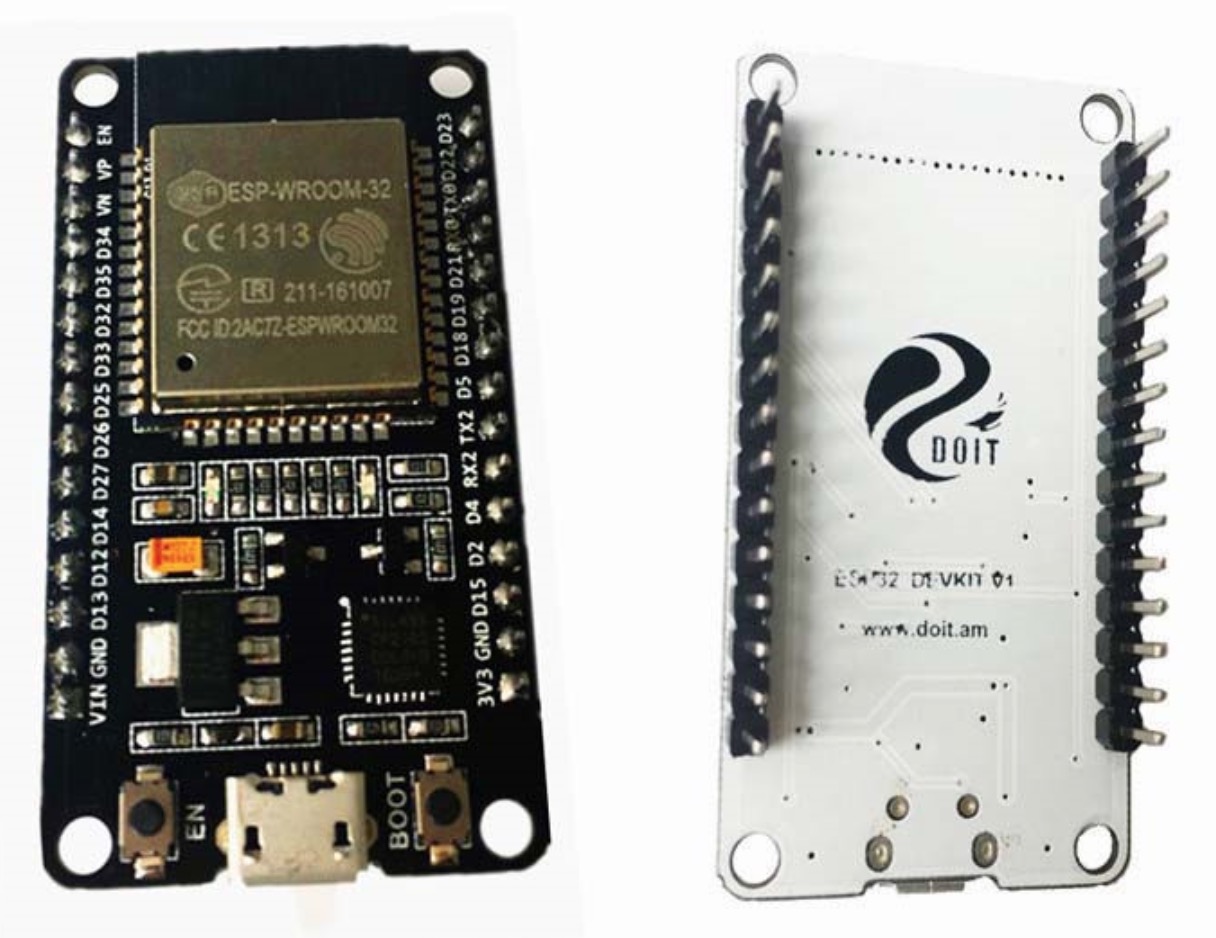 EN
VP
VN
D34
D35
D32
D33
D25
D26
D27
D14
D12
D13
GND
VIN
ESP-WROOM-32
CE 1313
R 211-161007
FCC ID:2AC7Z-ESPWROOM32
D23
D22
TX0
RX0
D21
D19
D18
D5
TX2
RX2
D4
D2
D15
GND
3V3
EN
BOOT
DOIT
ESP32 DEVKIT V1
www.doit.am